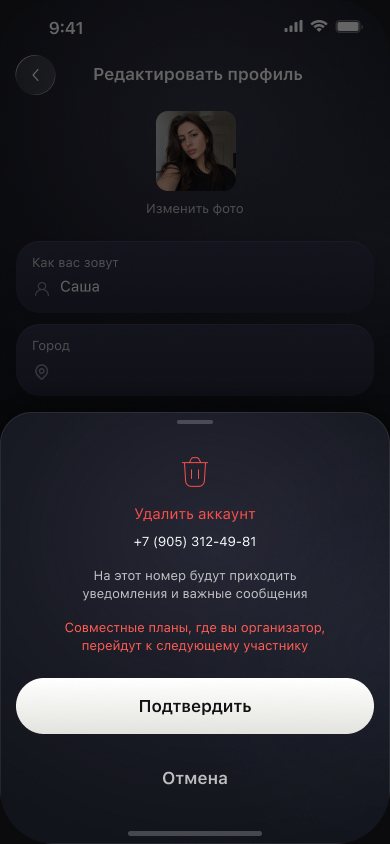 9:41
Редактировать профиль
Изменить фото
Как вас зовут
Саша
Город
Удалить аккаунт
+7 (905) 312-49-81
На этот номер будут приходить
уведомления и важные сообщения
Совместные планы, где вы организатор,
перейдут к следующему участнику
Подтвердить
Отмена